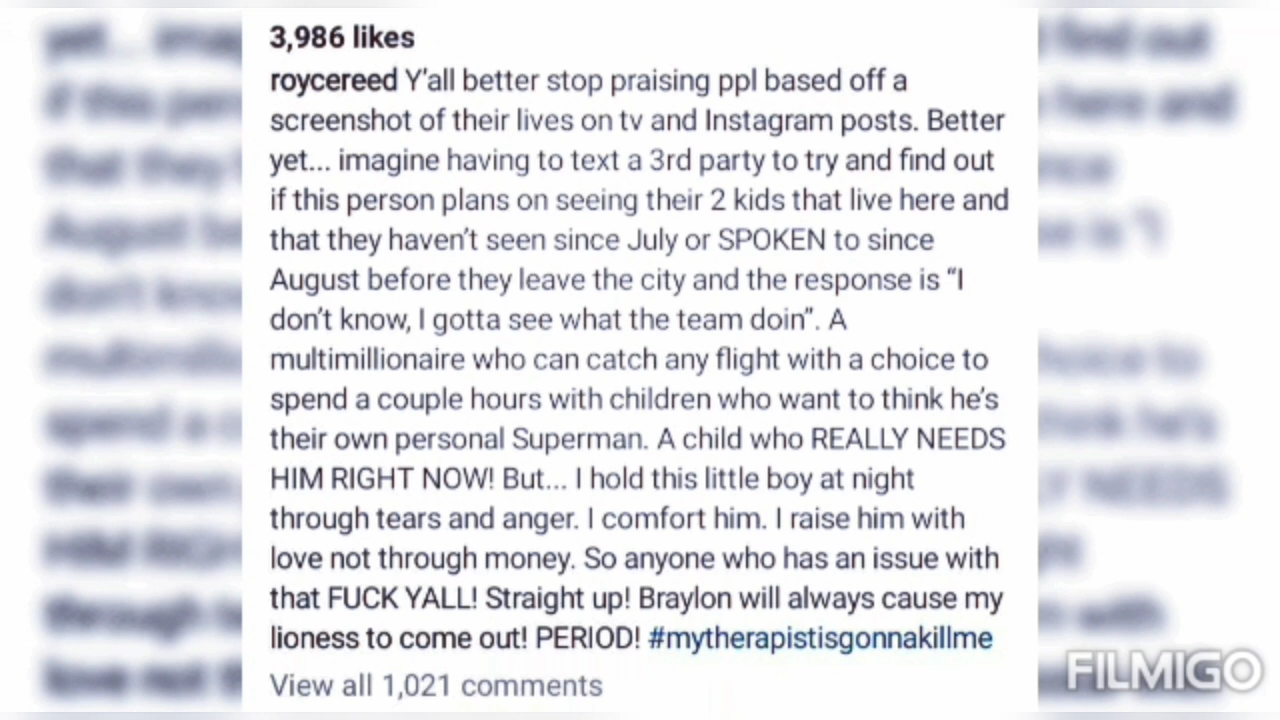 3,986 likes
roycereed Y'all better stop praising ppl based off a
screenshot of their lives on tv and Instagram posts. Better
yet... imagine having to text a 3rd party to try and find out
if this person plans on seeing their 2 kids that live here and
that they haven't seen since July or SPOKEN to since
August before they leave the city and the response is “I
don't know, I gotta see what the team doin”. A
multimillionaire who can catch any flight with a choice to
spend a couple hours with children who want to think he's
their own personal Superman. A child who REALLY NEEDS
HIM RIGHT NOW! But... I hold this little boy at night
through tears and anger. I comfort him. I raise him with
love not through money. So anyone who has an issue with
that FUCK YALL! Straight up! Braylon will always cause my
lioness to come out! PERIOD! #mytherapistisgonnakillme
View all 1,021 comments
FILMIGO